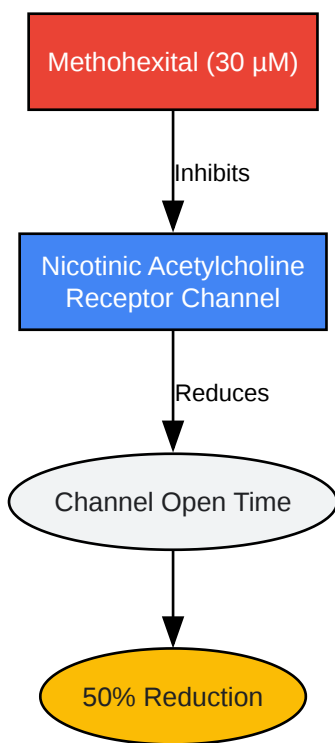 Methohexital (30 µM)
Inhibits
Nicotinic Acetylcholine
Receptor Channel
Reduces
Channel Open Time
50% Reduction